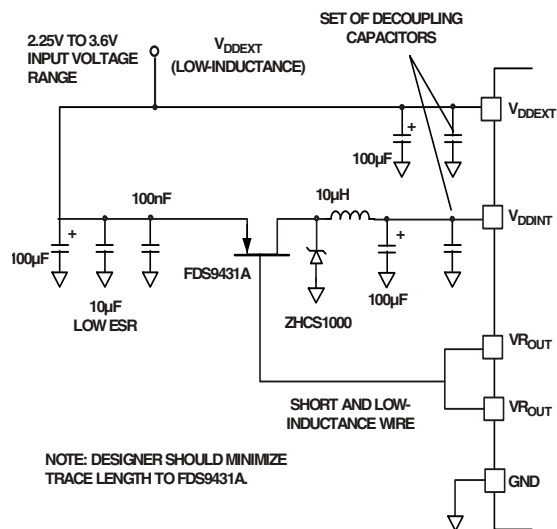 2.25V TO 3.6V
INPUT VOLTAGE
RANGE
VDDEXT
(LOW-INDUCTANCE)
SET OF DECOUPLING
CAPACITORS
VDDEXT
+
100µF
100nF
10µH
VDDINT
+
100µF
10µF
LOW ESR
FDS9431A
ZHCS1000
+
100µF
VROUT
SHORT AND LOW-
INDUCTANCE WIRE
VROUT
NOTE: DESIGNER SHOULD MINIMIZE
TRACE LENGTH TO FDS9431A.
GND